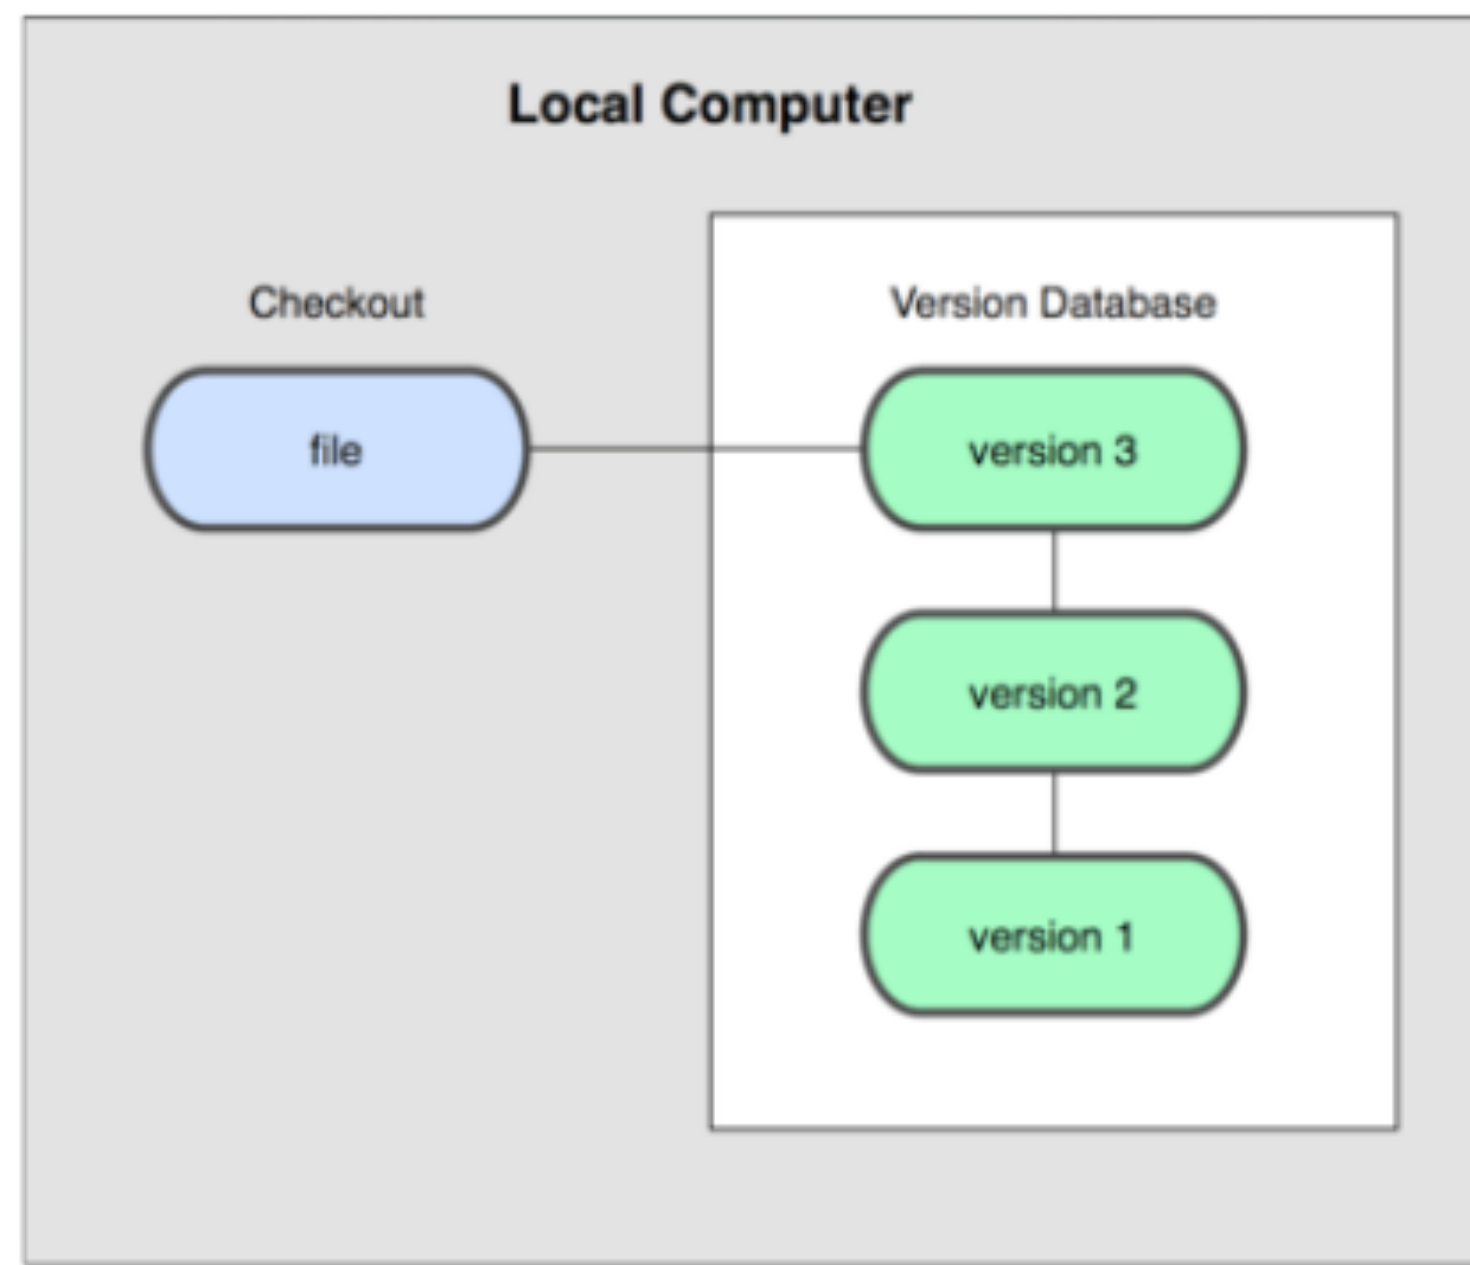 Local Computer
Checkout
Version Database
file
version 3
version 2
version 1